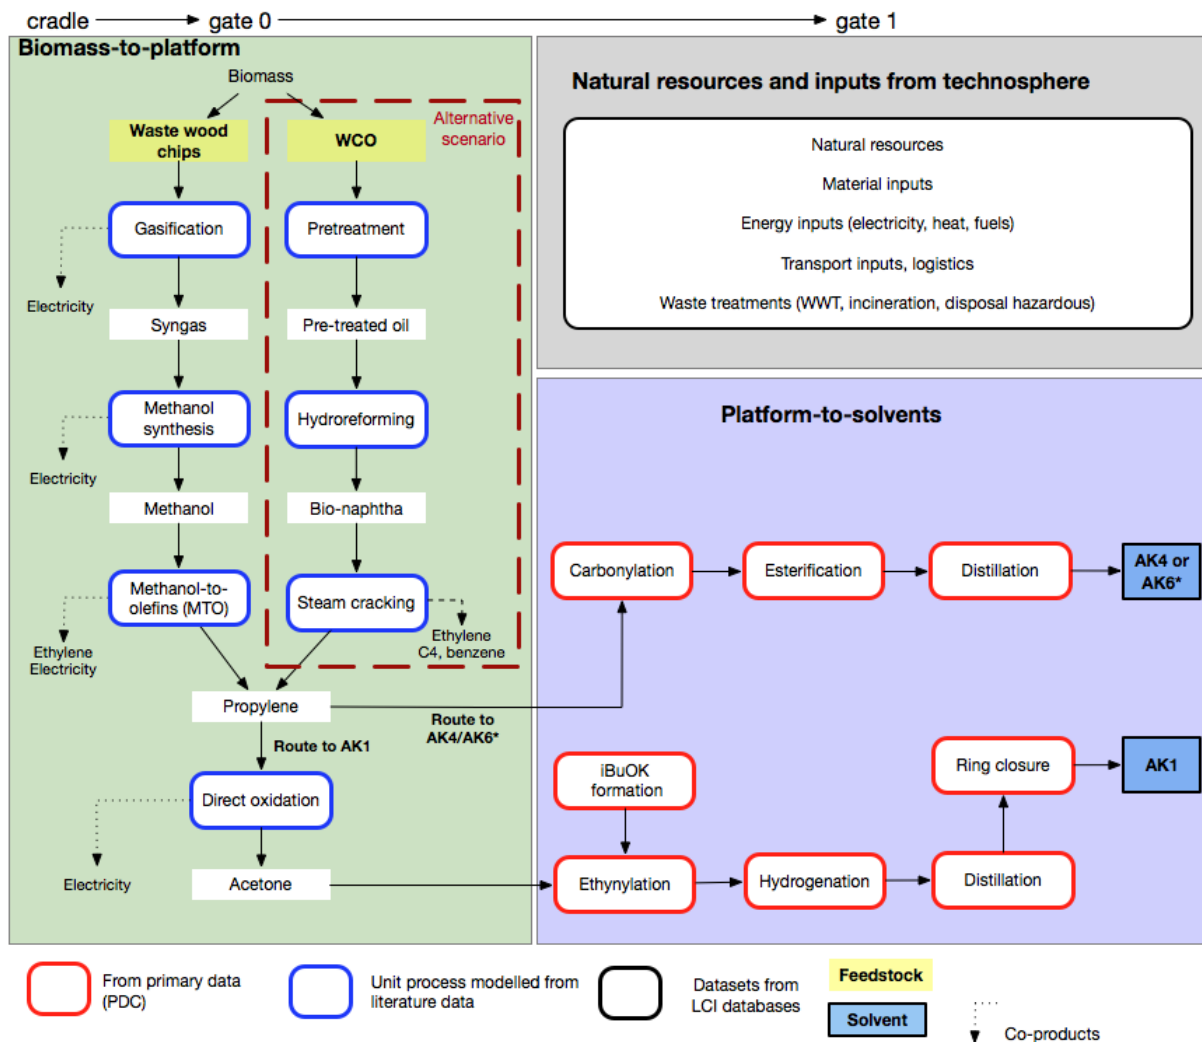 cradle
gate 0
gate 1
Biomass-to-platform
Biomass
Alternative
scenario
Waste wood
chips
WCO
Gasification
Pretreatment
Electricity
Syngas
Pre-treated oil
Methanol
synthesis
Hydroreforming
Electricity
Methanol
Bio-naphtha
Methanol-to-
olefins (MTO)
Steam cracking
Ethylene
Electricity
Ethylene
C4, benzene
Propylene
Route to
AK4/AK6*
Route to AK1
Direct oxidation
Electricity
Acetone
Natural resources and inputs from technosphere
Natural resources
Material inputs
Energy inputs (electricity, heat, fuels)
Transport inputs, logistics
Waste treatments (WWT, incineration, disposal hazardous)
Platform-to-solvents
Carbonylation
Esterification
Distillation
AK4 or
AK6*
iBuOK
formation
Ring closure
AK1
Ethynylation
Hydrogenation
Distillation
From primary data
(PDC)
Unit process modelled from
literature data
Datasets from
LCI databases
Feedstock
Solvent
Co-products